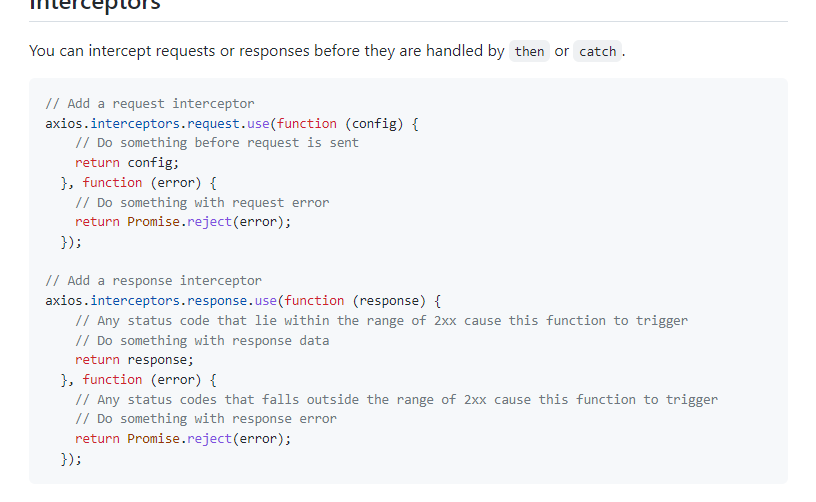 Interceptors
You can intercept requests or responses before they are handled by then or catch.
// Add a request interceptor
axios.interceptors.request.use(function (config) {
    // Do something before request is sent
    return config;
  }, function (error) {
    // Do something with request error
    return Promise.reject(error);
  });

// Add a response interceptor
axios.interceptors.response.use(function (response) {
    // Any status code that lie within the range of 2xx cause this function to trigger
    // Do something with response data
    return response;
  }, function (error) {
    // Any status codes that falls outside the range of 2xx cause this function to trigger
    // Do something with response error
    return Promise.reject(error);
  });